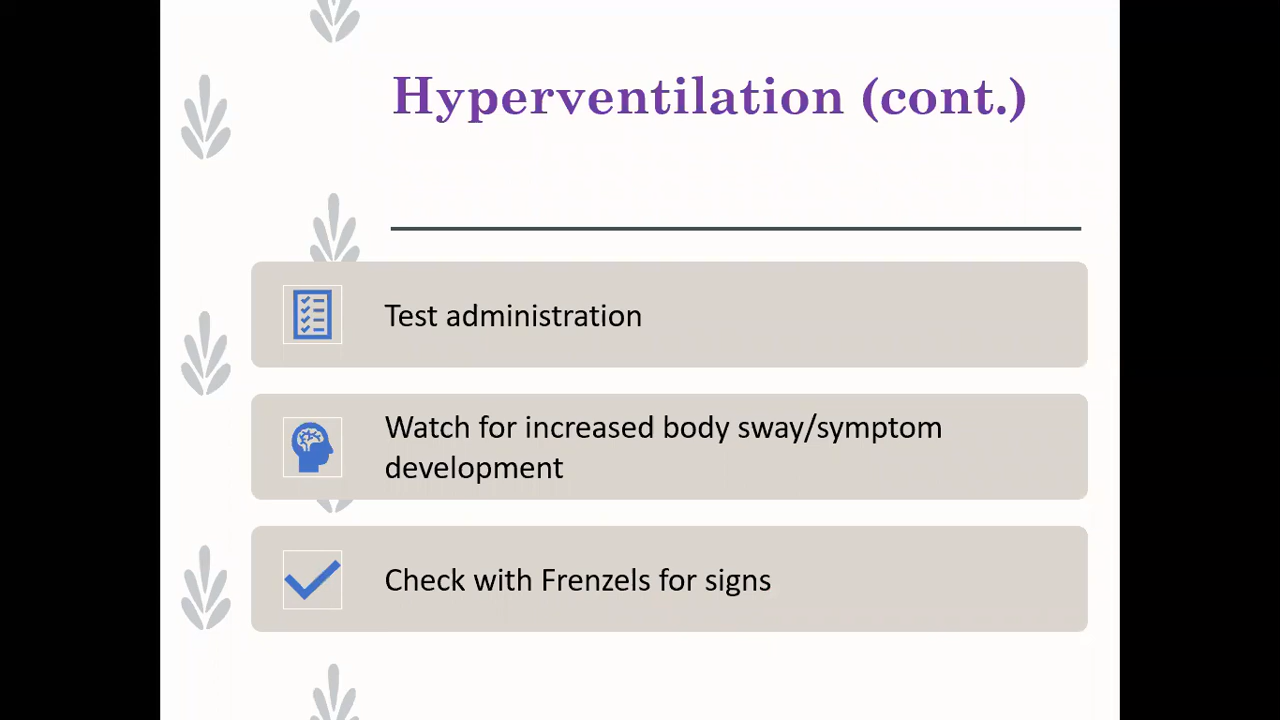 Hyperventilation (cont.)
Test administration
Watch for increased body sway/symptom
development
Check with Frenzels for signs